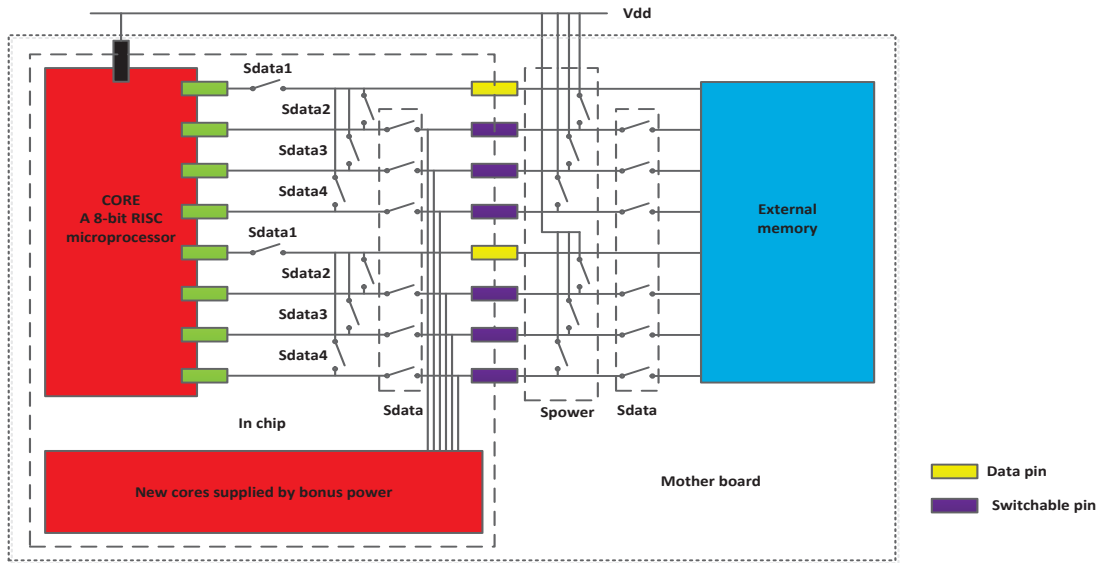 Vdd
Sdata1
Sdata2
Sdata3
Sdata4
CORE
A 8-bit RISC
microprocessor
Sdata1
Sdata2
Sdata3
Sdata4
External
memory
Sdata
Spower
Sdata
In chip
New cores supplied by bonus power
Mother board
Data pin
Switchable pin